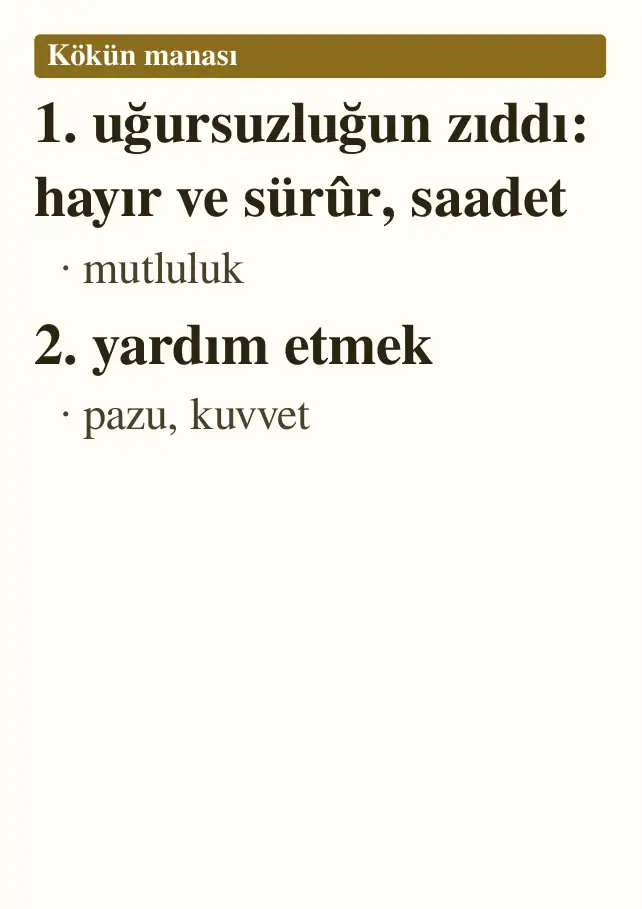 Kökün manası
1. uğursuzluğun zıddı:
hayır ve sürûr, saadet
· mutluluk
2. yardım etmek
· pazu, kuvvet